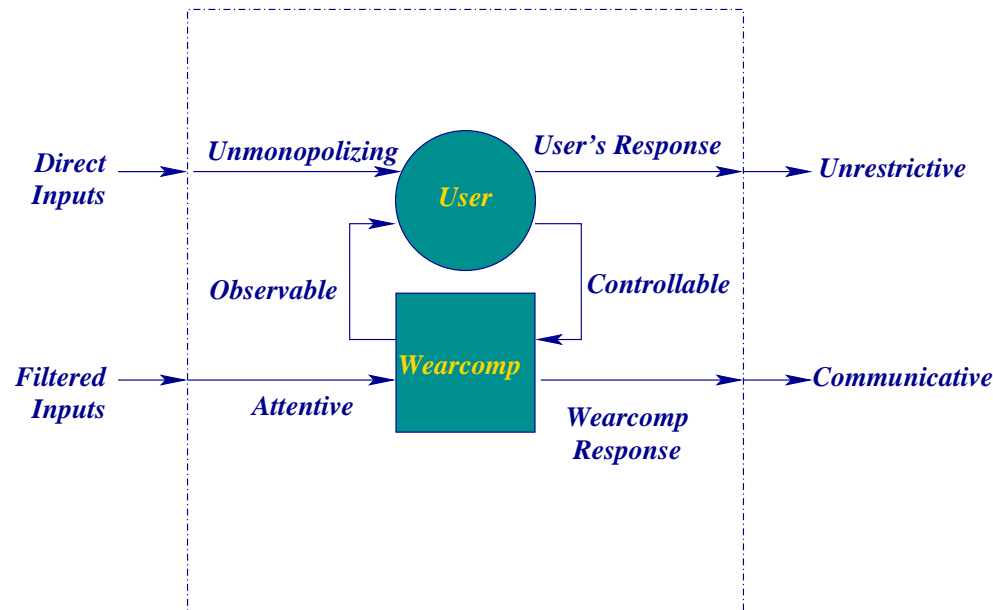 Direct
Inputs
Unmonopolizing
User's Response
Unrestrictive
User
Observable
Controllable
Filtered
Inputs
Attentive
Wearcomp
Wearcomp
Response
Communicative